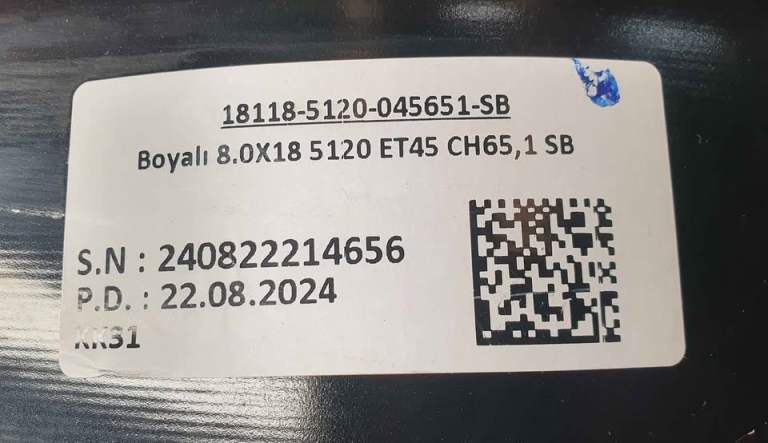 18118-5120-045651-SB
Boyalı 8.0X18 5120 ET45 CH65,1 SB
S.N : 240822214656
P.D. : 22.08.2024
KK31